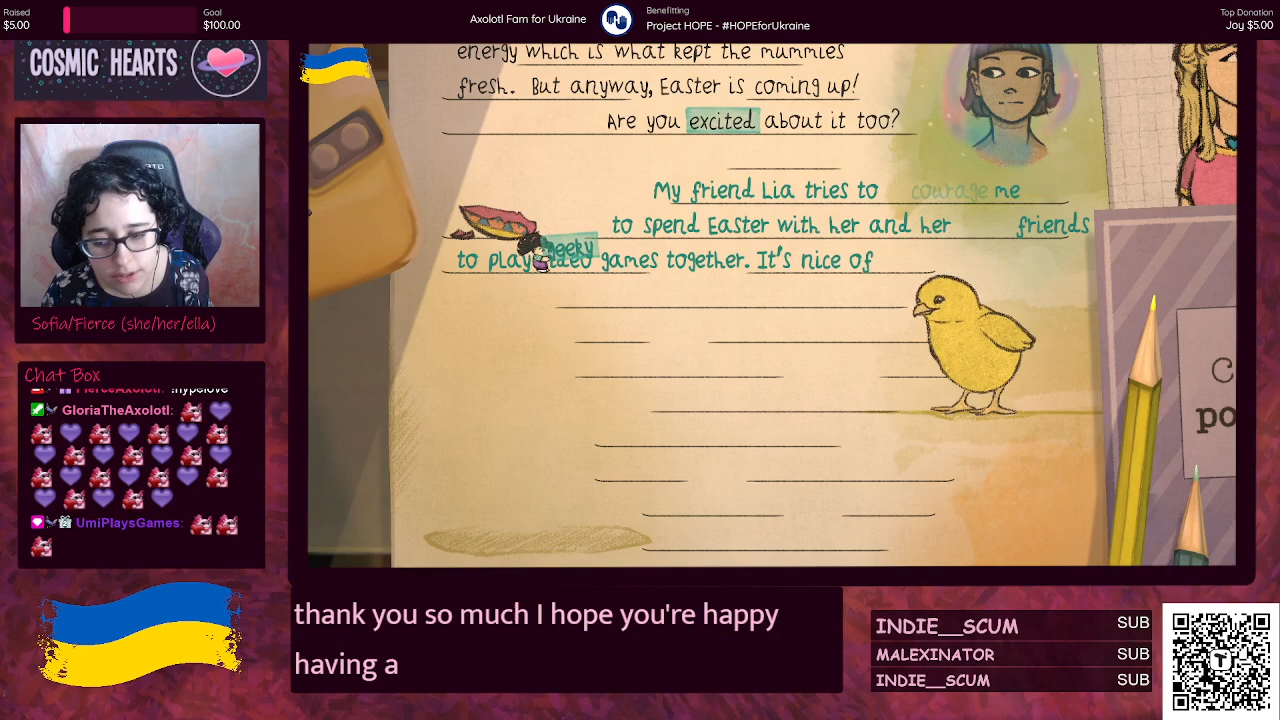 Raised
$5.00
Goal
$100.00
Axolotl Fam for Ukraine
Benefitting
Project HOPE - #HOPEforUkraine
Top Donation
Joy $5.00
COSMIC HEARTS
Sofia/Fierce (she/her/ella)
Chat Box
FierceAxolotl: !hypelove
GloriaTheAxolotl:
UmiPlaysGames:
energy which is what kept the mummies
fresh. But anyway, Easter is coming up!
Are you excited about it too?
My friend Lia tries to courage me
to spend Easter with her and her friends
geeky
to play games together. It's nice of
C
po
thank you so much I hope you're happy
having a
INDIE__SCUM SUB
MALEXINATOR SUB
INDIE__SCUM SUB
T